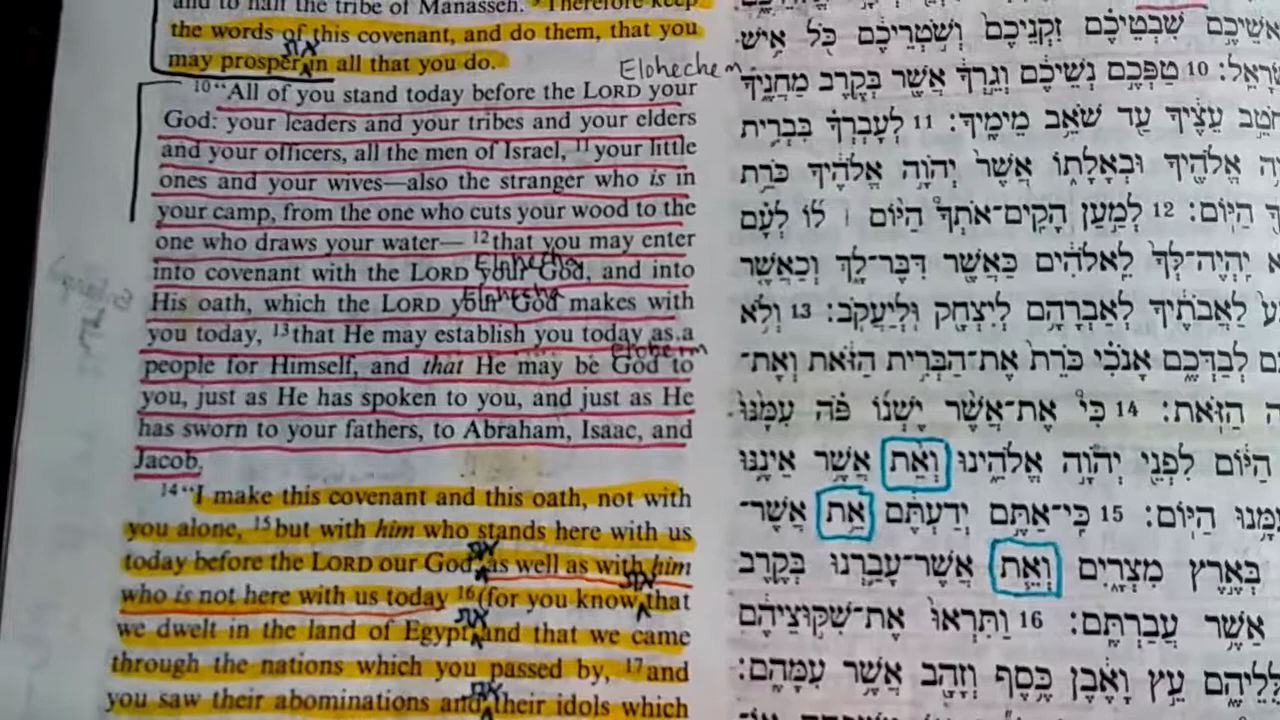 and to half the tribe of Manasseh. Therefore keep
the words of this covenant, and do them, that you
may prosper in all that you do.
Elohechem
10 “All of you stand today before the LORD your
God: your leaders and your tribes and your elders
and your officers, all the men of Israel, 11 your little
ones and your wives—also the stranger who is in
your camp, from the one who cuts your wood to the
one who draws your water— 12 that you may enter
Elohecha
into covenant with the LORD your God, and into
Elohecha
His oath, which the LORD your God makes with
you today, 13 that He may establish you today as a
Eloheim
people for Himself, and that He may be God to
you, just as He has spoken to you, and just as He
has sworn to your fathers, to Abraham, Isaac, and
Jacob.
14 “I make this covenant and this oath, not with
you alone, 15 but with him who stands here with us
today before the LORD our God, as well as with him
who is not here with us today 16 (for you know that
we dwelt in the land of Egypt and that we came
through the nations which you passed by, 17 and
you saw their abominations and their idols which
שִׁבְטֵיכֶם זִקְנֵיכֶם וְשֹׁטְרֵיכֶם כֹּל אִישׁ
10 טַפְּכֶם נְשֵׁיכֶם וְגֵרְךָ אֲשֶׁר בְּקֶרֶב מַחֲנֶיךָ
עֵצֶיךָ עַד שֹׁאֵב מֵימֶיךָ׃ 11 לְעָבְרְךָ בִּבְרִית
אֱלֹהֶיךָ וּבְאָלָתוֹ אֲשֶׁר יְהוָה אֱלֹהֶיךָ כֹּרֵת
הַיּוֹם׃ 12 לְמַעַן הָקִים־אֹתְךָ הַיּוֹם ׀ לוֹ לְעָם
יִהְיֶה־לְּךָ לֵאלֹהִים כַּאֲשֶׁר דִּבֶּר־לָךְ וְכַאֲשֶׁר
לַאֲבֹתֶיךָ לְאַבְרָהָם לְיִצְחָק וּלְיַעֲקֹב׃ 13 וְלֹא
לְבַדְּכֶם אָנֹכִי כֹּרֵת אֶת־הַבְּרִית הַזֹּאת וְאֶת־
הַזֹּאת׃ 14 כִּי אֶת־אֲשֶׁר יֶשְׁנוֹ פֹּה עִמָּנוּ
הַיּוֹם לִפְנֵי יְהוָה אֱלֹהֵינוּ וְאֵת אֲשֶׁר אֵינֶנּוּ
הַיּוֹם׃ 15 כִּי־אַתֶּם יְדַעְתֶּם אֵת אֲשֶׁר־
בְּאֶרֶץ מִצְרָיִם וְאֵת אֲשֶׁר־עָבַרְנוּ בְּקֶרֶב
אֲשֶׁר עֲבַרְתֶּם׃ 16 וַתִּרְאוּ אֶת־שִׁקּוּצֵיהֶם
עֵץ וָאֶבֶן כֶּסֶף וְזָהָב אֲשֶׁר עִמָּהֶם׃